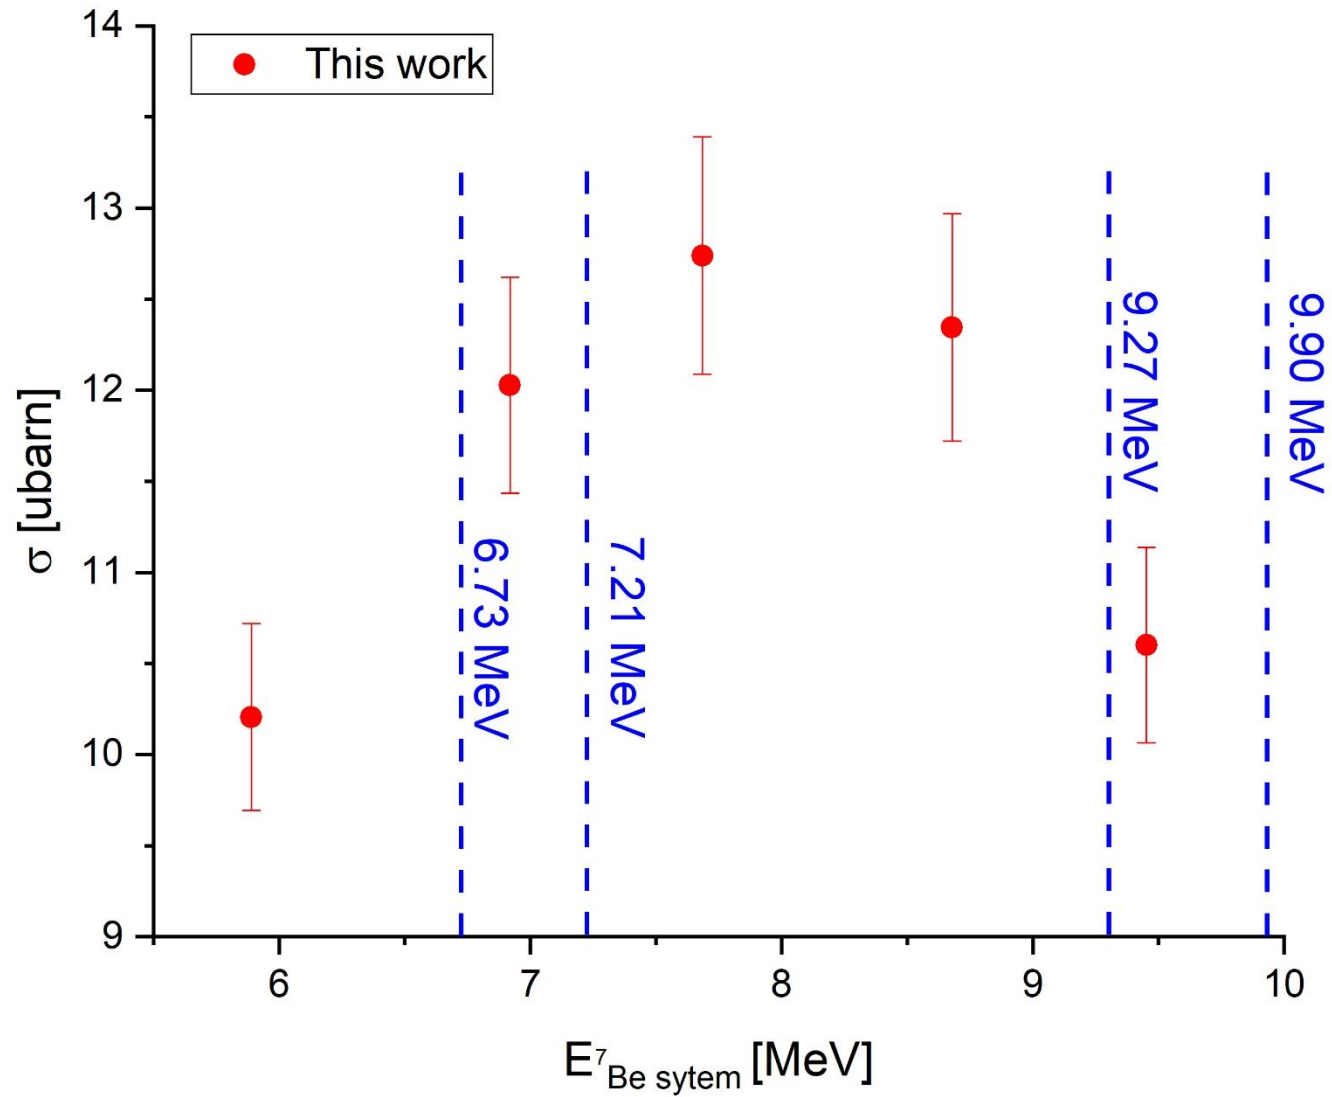 This work
14
13
12
11
10
9
σ [ubarn]
6.73 MeV
7.21 MeV
9.27 MeV
9.90 MeV
6 7 8 9 10
E⁷Be sytem [MeV]